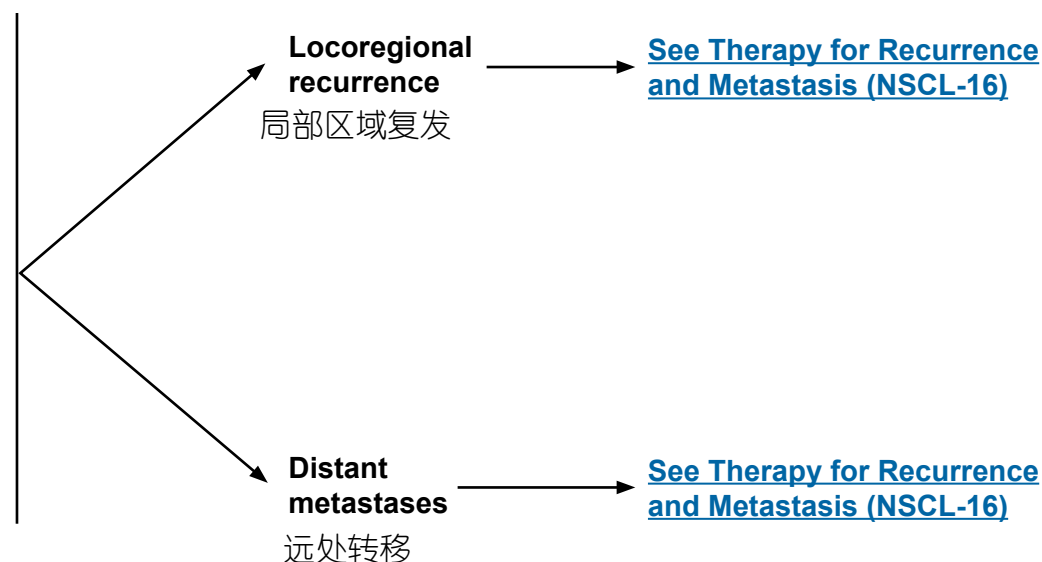 Locoregional
recurrence
局部区域复发
See Therapy for Recurrence
and Metastasis (NSCL-16)
Distant
metastases
远处转移
See Therapy for Recurrence
and Metastasis (NSCL-16)